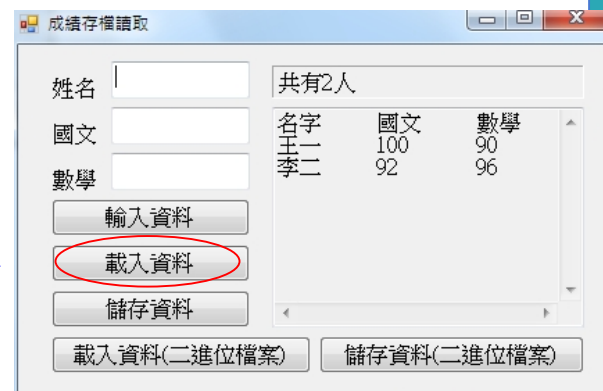 成績存檔讀取
姓名
國文
數學
輸入資料
載入資料
儲存資料
載入資料(二進位檔案)
儲存資料(二進位檔案)
共有2人
名字 國文 數學
王一 100 90
李二 92 96